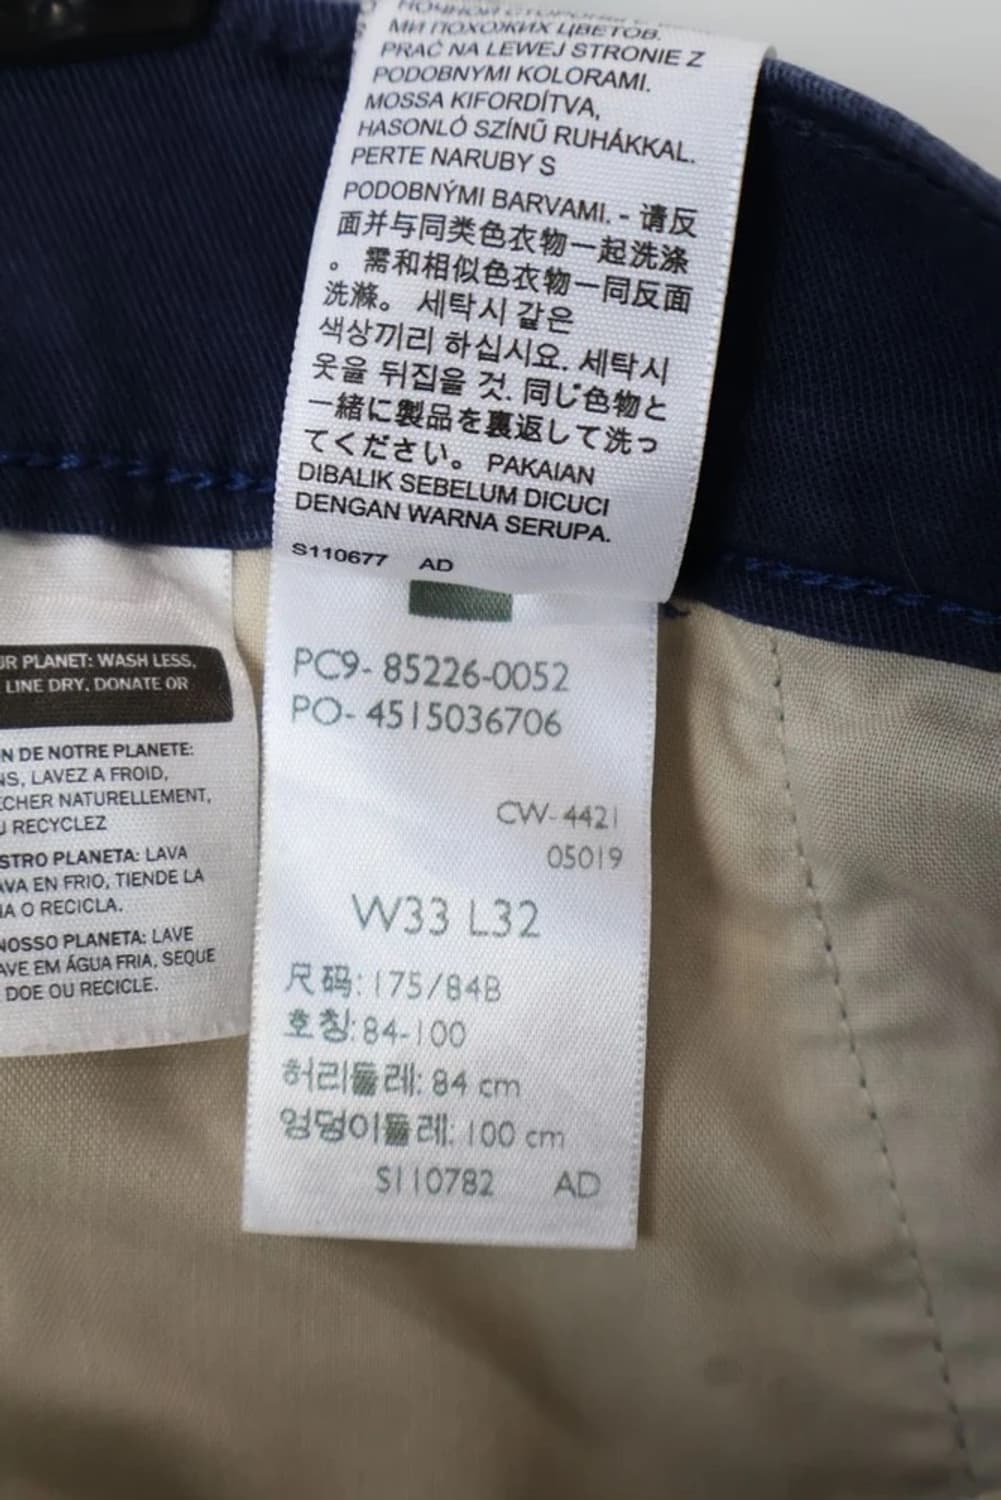 МИ ПОХОЖИХ ЦВЕТОВ.
PRAĆ NA LEWEJ STRONIE Z
PODOBNYMI KOLORAMI.
MOSSA KIFORDÍTVA,
HASONLÓ SZÍNŰ RUHÁKKAL.
PERTE NARUBY S
PODOBNÝMI BARVAMI. - 请反
面并与同类色衣物一起洗涤
。 需和相似色衣物一同反面
洗滌。 세탁시 같은
색상끼리 하십시요. 세탁시
옷을 뒤집을 것. 同じ色物と
一緒に製品を裏返して洗っ
てください。 PAKAIAN
DIBALIK SEBELUM DICUCI
DENGAN WARNA SERUPA.
S110677 AD
PC9- 85226-0052
PO- 4515036706
CW- 4421
05019
W33 L32
尺码: 175/84B
호칭: 84-100
허리둘레: 84 cm
엉덩이둘레: 100 cm
S110782 AD
UR PLANET: WASH LESS,
LINE DRY, DONATE OR
N DE NOTRE PLANETE:
NS, LAVEZ A FROID,
ECHER NATURELLEMENT,
U RECYCLEZ
STRO PLANETA: LAVA
AVA EN FRIO, TIENDE LA
NA O RECICLA.
NOSSO PLANETA: LAVE
AVE EM ÁGUA FRIA, SEQUE
DOE OU RECICLE.